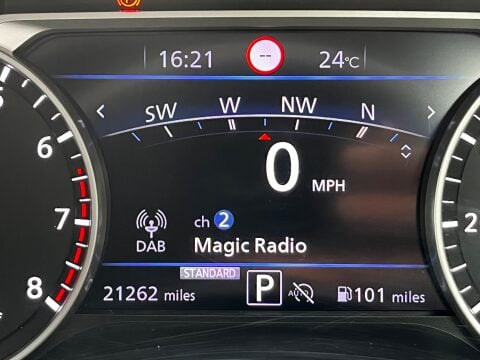 16:21 -- 24°C
SW W NW N
6
0 MPH
7
2
ch 2
DAB Magic Radio
STANDARD
8
21262 miles P AUTO 101 miles